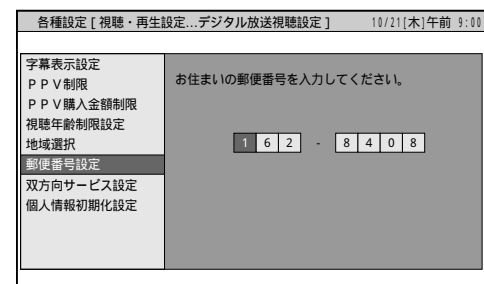 各種設定 [ 視聴・再生設定...デジタル放送視聴設定 ] 10/21[木]午前 9:00
字幕表示設定
ＰＰＶ制限
ＰＰＶ購入金額制限
視聴年齢制限設定
地域選択
郵便番号設定
双方向サービス設定
個人情報初期化設定
お住まいの郵便番号を入力してください。
1 6 2 - 8 4 0 8